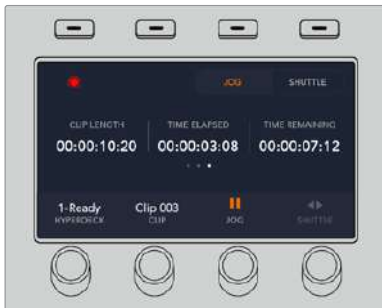 JOG SHUTTLE
CLIP LENGTH TIME ELAPSED TIME REMAINING
00:00:10:20 00:00:03:08 00:00:07:12
1-Ready Clip 003
HYPERDECK CLIP JOG SHUTTLE